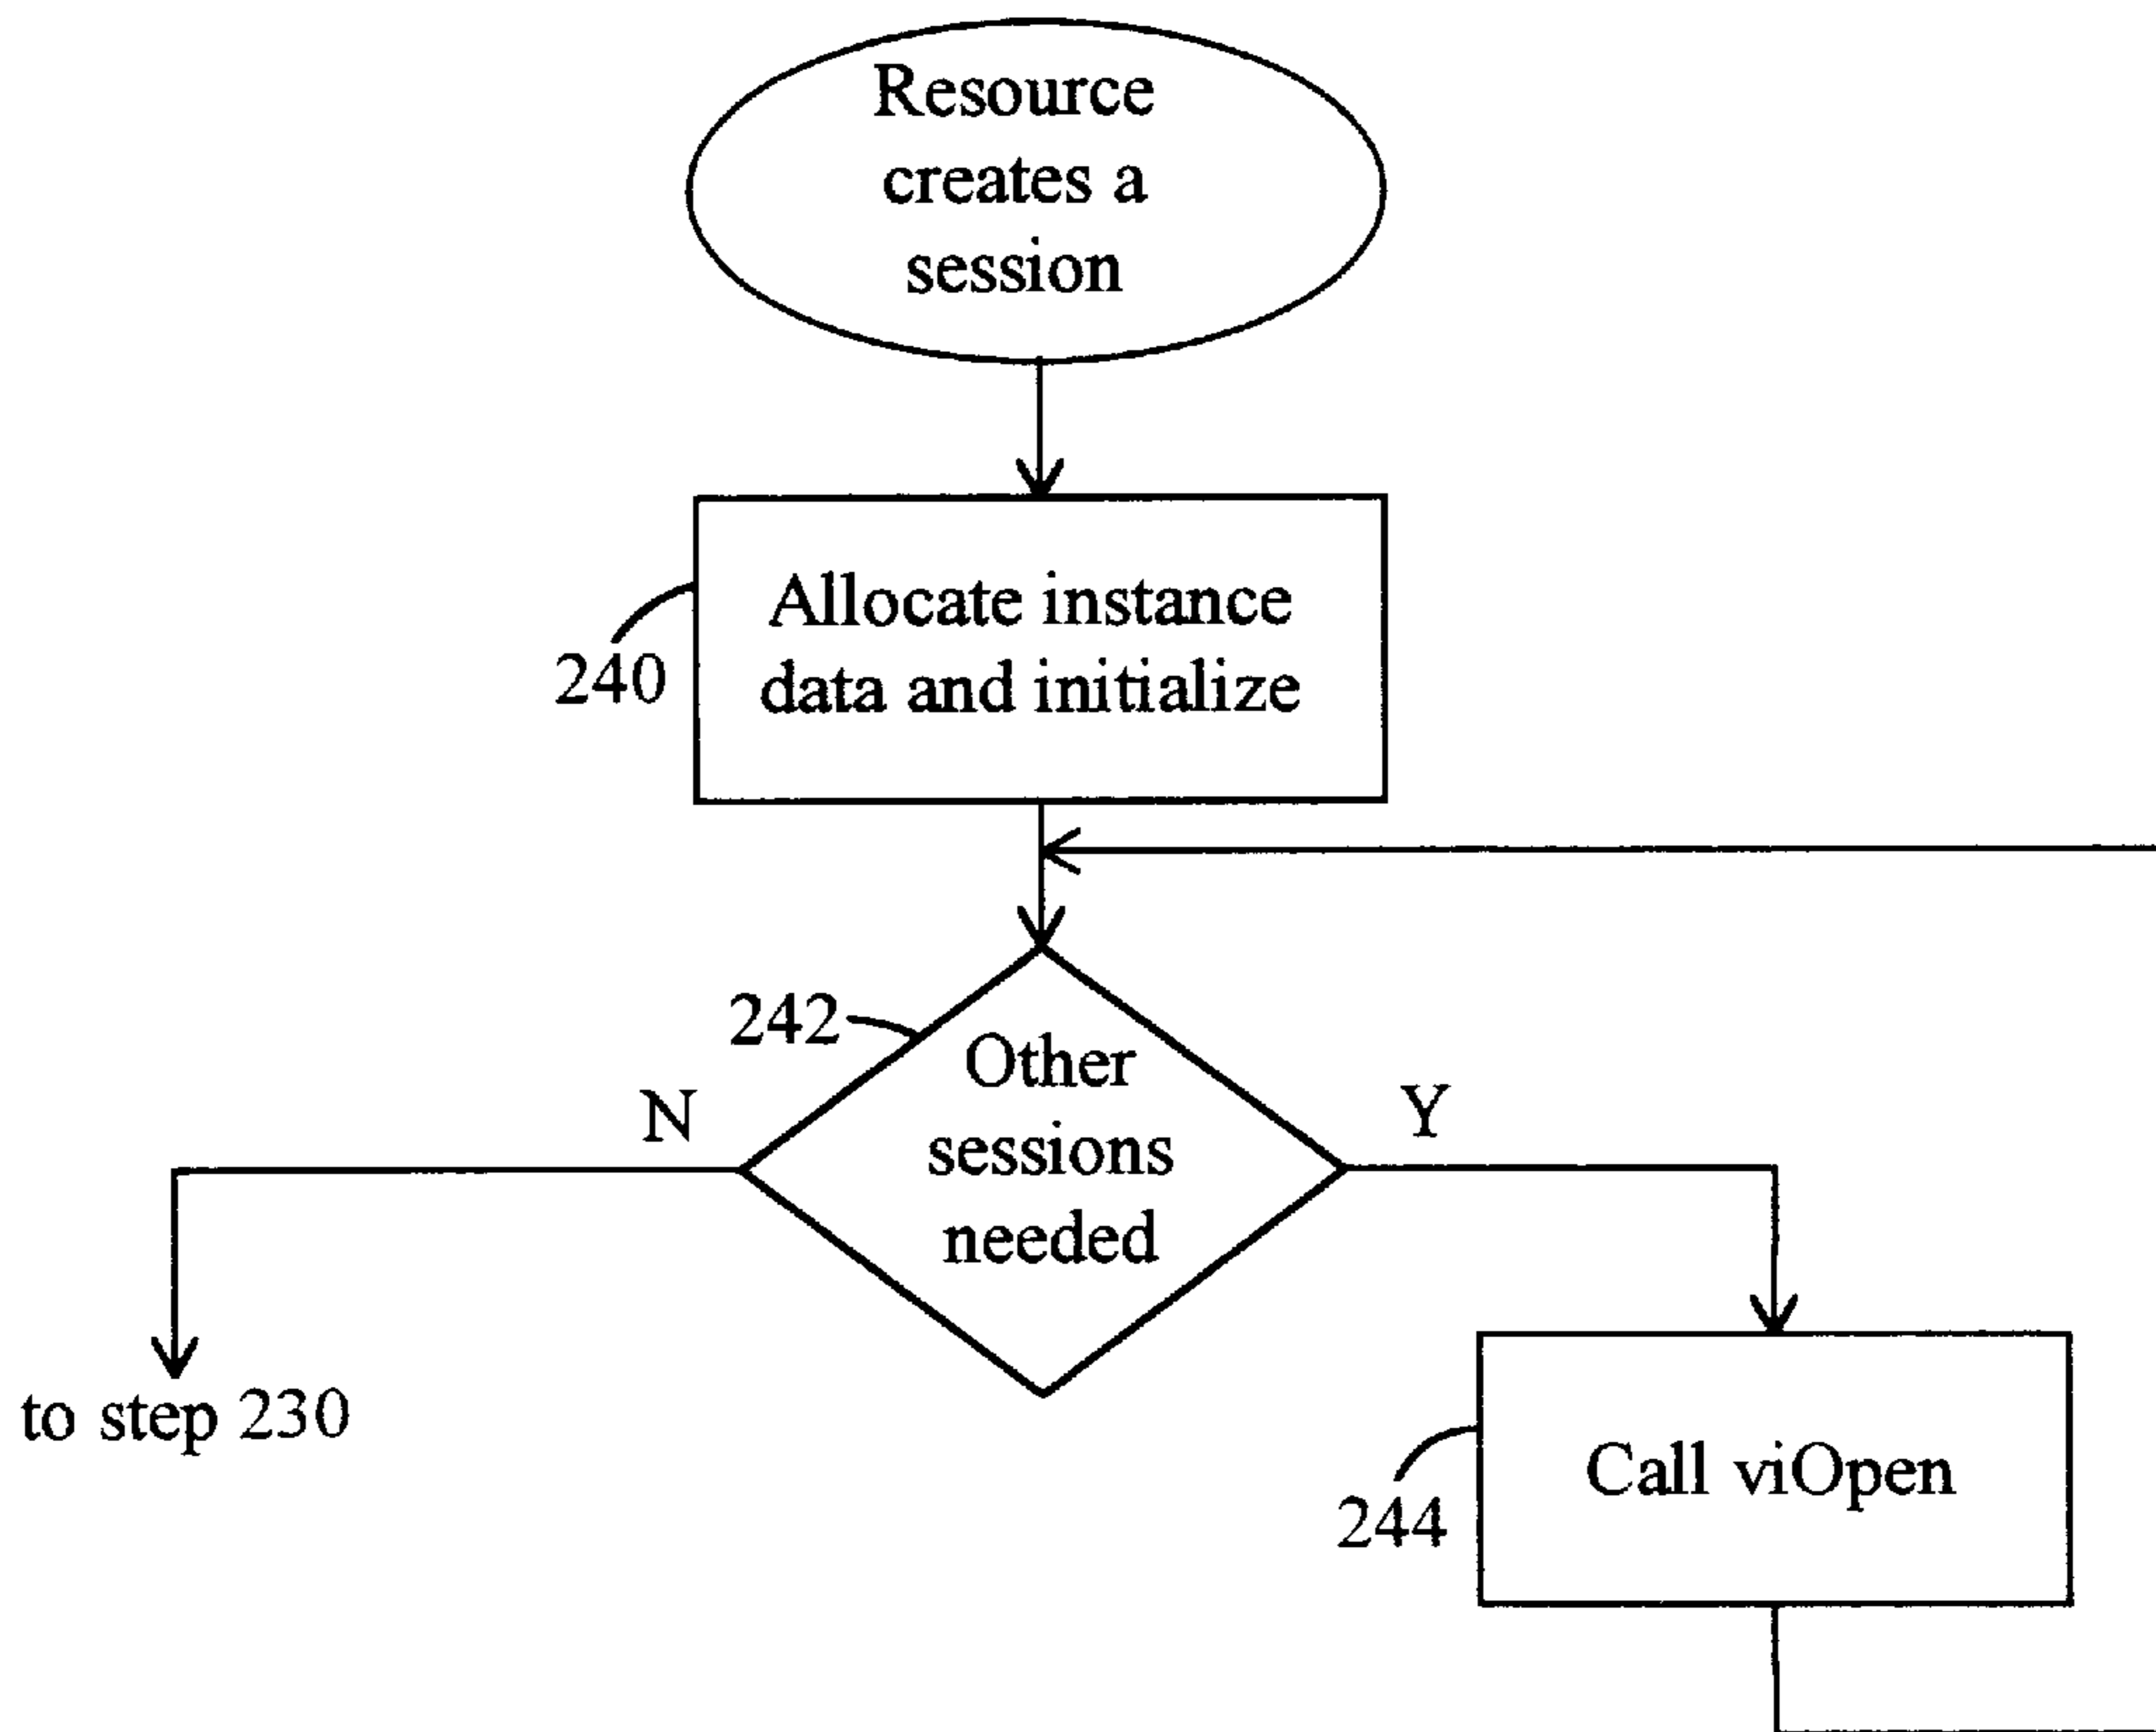 Resource
creates a
session
Allocate instance
data and initialize
240
242
Other
sessions
needed
N
Y
to step 230
Call viOpen
244